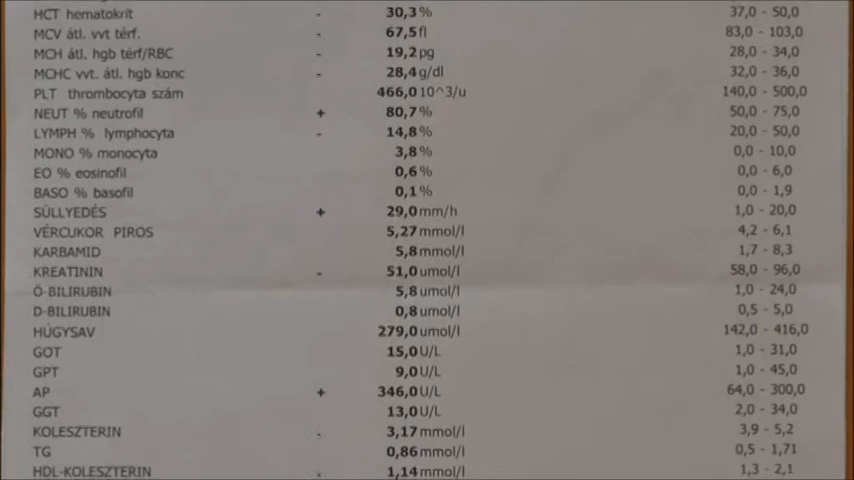 HCT hematokrit - 30,3 % 37,0 - 50,0
MCV átl. vvt térf. - 67,5 fl 83,0 - 103,0
MCH átl. hgb térf/RBC - 19,2 pg 28,0 - 34,0
MCHC vvt. átl. hgb konc - 28,4 g/dl 32,0 - 36,0
PLT thrombocyta szám 466,0 10^3/u 140,0 - 500,0
NEUT % neutrofil + 80,7 % 50,0 - 75,0
LYMPH % lymphocyta - 14,8 % 20,0 - 50,0
MONO % monocyta 3,8 % 0,0 - 10,0
EO % eosinofil 0,6 % 0,0 - 6,0
BASO % basofil 0,1 % 0,0 - 1,9
SÜLLYEDÉS + 29,0 mm/h 1,0 - 20,0
VÉRCUKOR PIROS 5,27 mmol/l 4,2 - 6,1
KARBAMID 5,8 mmol/l 1,7 - 8,3
KREATININ - 51,0 umol/l 58,0 - 96,0
Ö-BILIRUBIN 5,8 umol/l 1,0 - 24,0
D-BILIRUBIN 0,8 umol/l 0,5 - 5,0
HÚGYSAV 279,0 umol/l 142,0 - 416,0
GOT 15,0 U/L 1,0 - 31,0
GPT 9,0 U/L 1,0 - 45,0
AP + 346,0 U/L 64,0 - 300,0
GGT 13,0 U/L 2,0 - 34,0
KOLESZTERIN - 3,17 mmol/l 3,9 - 5,2
TG 0,86 mmol/l 0,5 - 1,71
HDL-KOLESZTERIN - 1,14 mmol/l 1,3 - 2,1